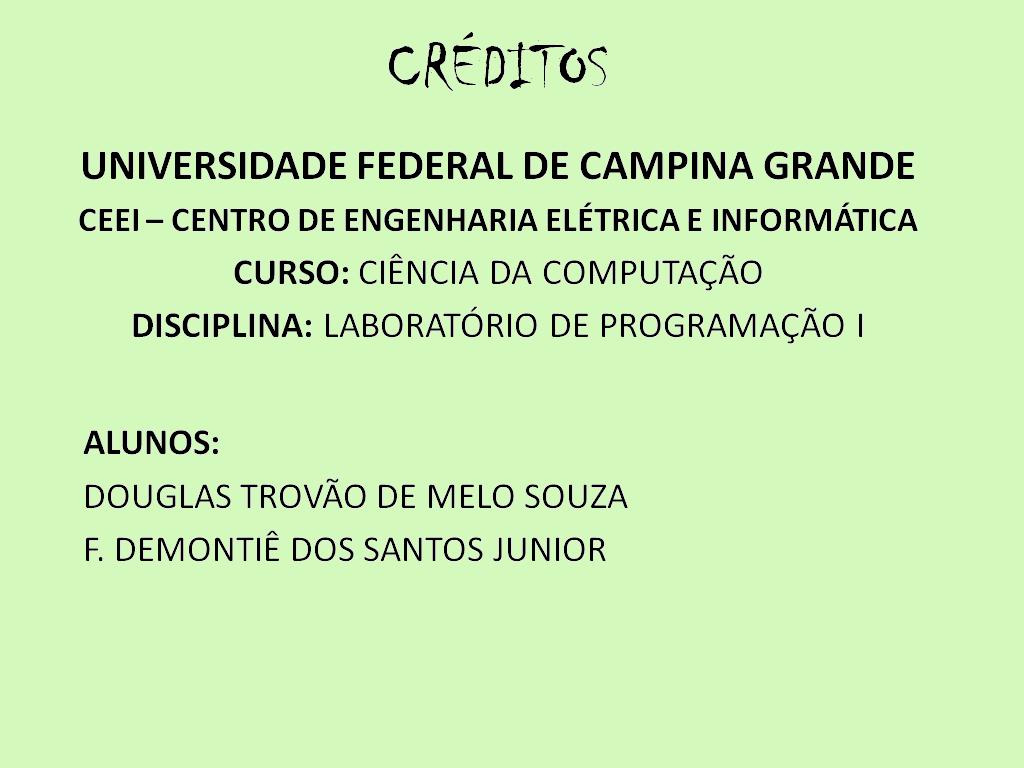 CRÉDITOS
UNIVERSIDADE FEDERAL DE CAMPINA GRANDE
CEEI – CENTRO DE ENGENHARIA ELÉTRICA E INFORMÁTICA
CURSO: CIÊNCIA DA COMPUTAÇÃO
DISCIPLINA: LABORATÓRIO DE PROGRAMAÇÃO I
ALUNOS:
DOUGLAS TROVÃO DE MELO SOUZA
F. DEMONTIÊ DOS SANTOS JUNIOR